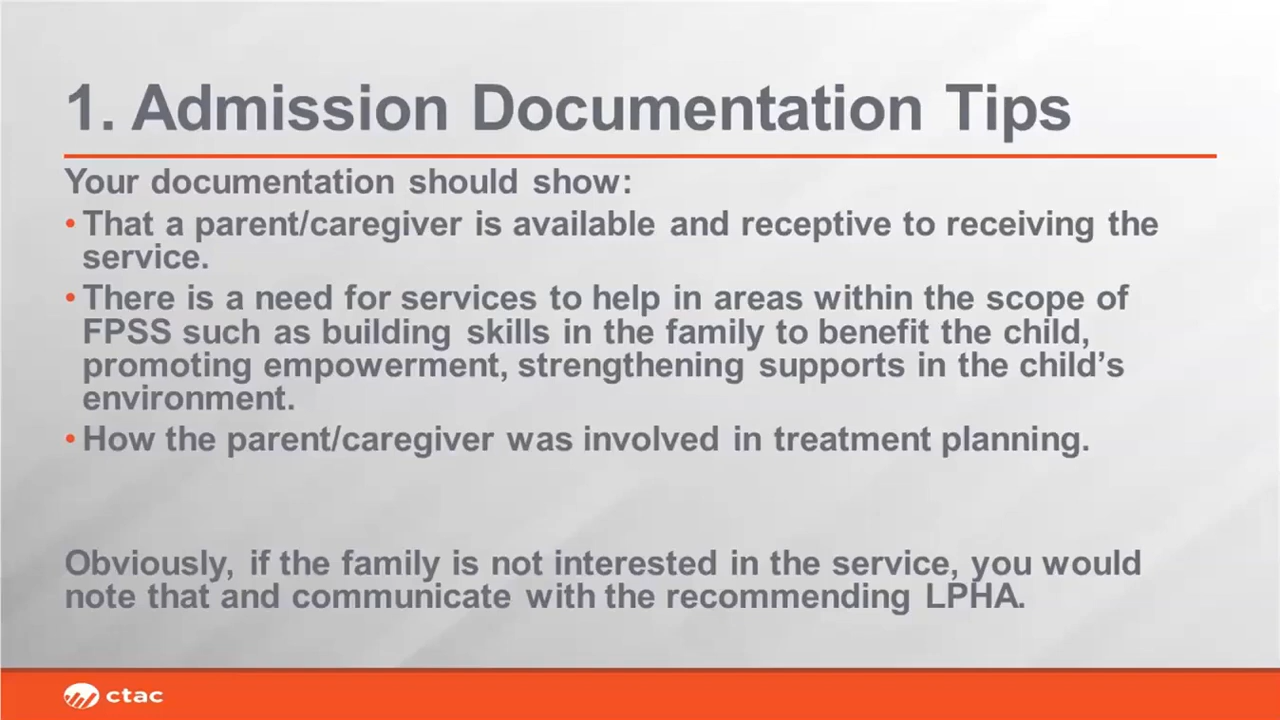 1. Admission Documentation Tips
Your documentation should show:
• That a parent/caregiver is available and receptive to receiving the
service.
• There is a need for services to help in areas within the scope of
FPSS such as building skills in the family to benefit the child,
promoting empowerment, strengthening supports in the child’s
environment.
• How the parent/caregiver was involved in treatment planning.
Obviously, if the family is not interested in the service, you would
note that and communicate with the recommending LPHA.
ctac